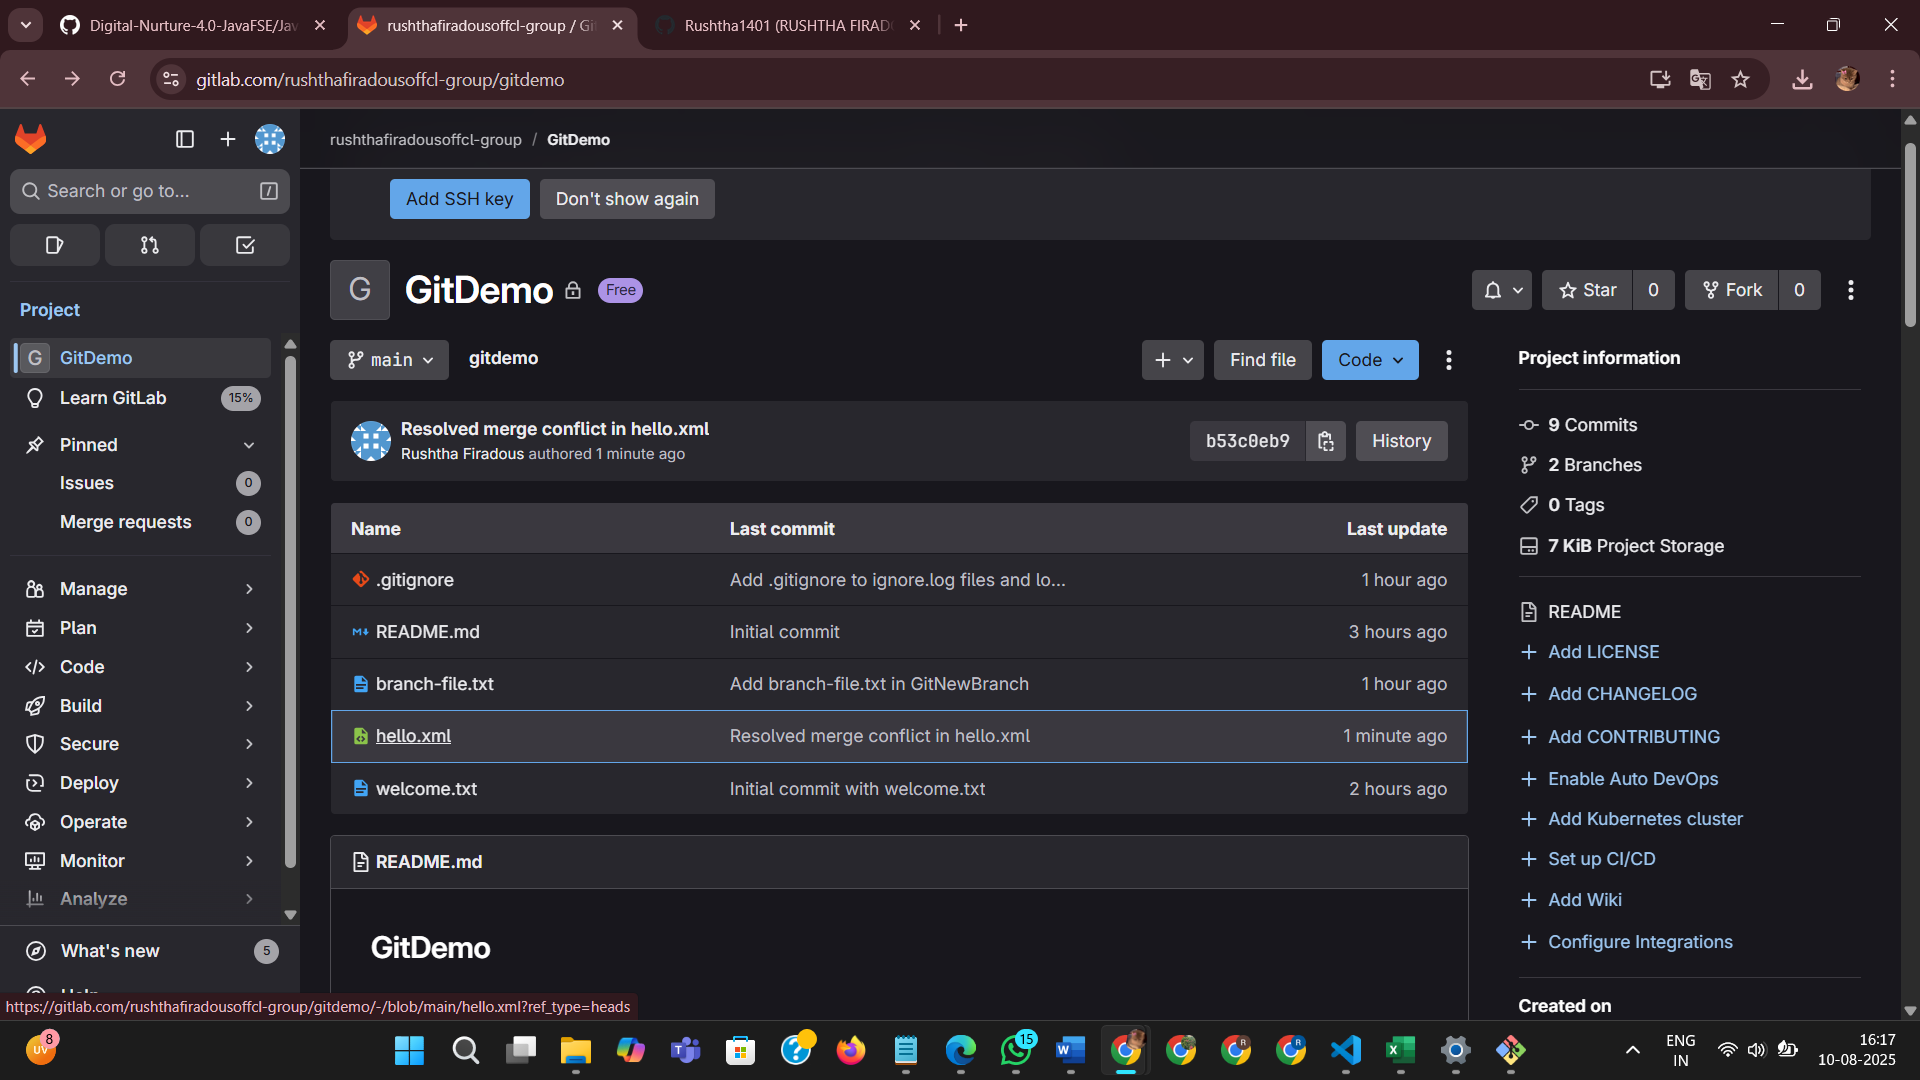 Digital-Nurture-4.0-JavaFSE/Jav
rushthafiradousoffcl-group / Gi
Rushtha1401 (RUSHTHA FIRAD
gitlab.com/rushthafiradousoffcl-group/gitdemo
rushthafiradousoffcl-group / GitDemo
Search or go to... /
Add SSH key
Don't show again
Project
G GitDemo
Learn GitLab 15%
Pinned
Issues 0
Merge requests 0
Manage
Plan
Code
Build
Secure
Deploy
Operate
Monitor
Analyze
What's new 5
https://gitlab.com/rushthafiradousoffcl-group/gitdemo/-/blob/main/hello.xml?ref_type=heads
G GitDemo Free
Star 0
Fork 0
main
gitdemo
Find file
Code
Resolved merge conflict in hello.xml
Rushtha Firadous authored 1 minute ago
b53c0eb9
History
Name Last commit Last update
.gitignore Add .gitignore to ignore.log files and lo... 1 hour ago
README.md Initial commit 3 hours ago
branch-file.txt Add branch-file.txt in GitNewBranch 1 hour ago
hello.xml Resolved merge conflict in hello.xml 1 minute ago
welcome.txt Initial commit with welcome.txt 2 hours ago
README.md
GitDemo
Project information
9 Commits
2 Branches
0 Tags
7 KiB Project Storage
README
Add LICENSE
Add CHANGELOG
Add CONTRIBUTING
Enable Auto DevOps
Add Kubernetes cluster
Set up CI/CD
Add Wiki
Configure Integrations
Created on
UV 8
15
ENG
IN
16:17
10-08-2025